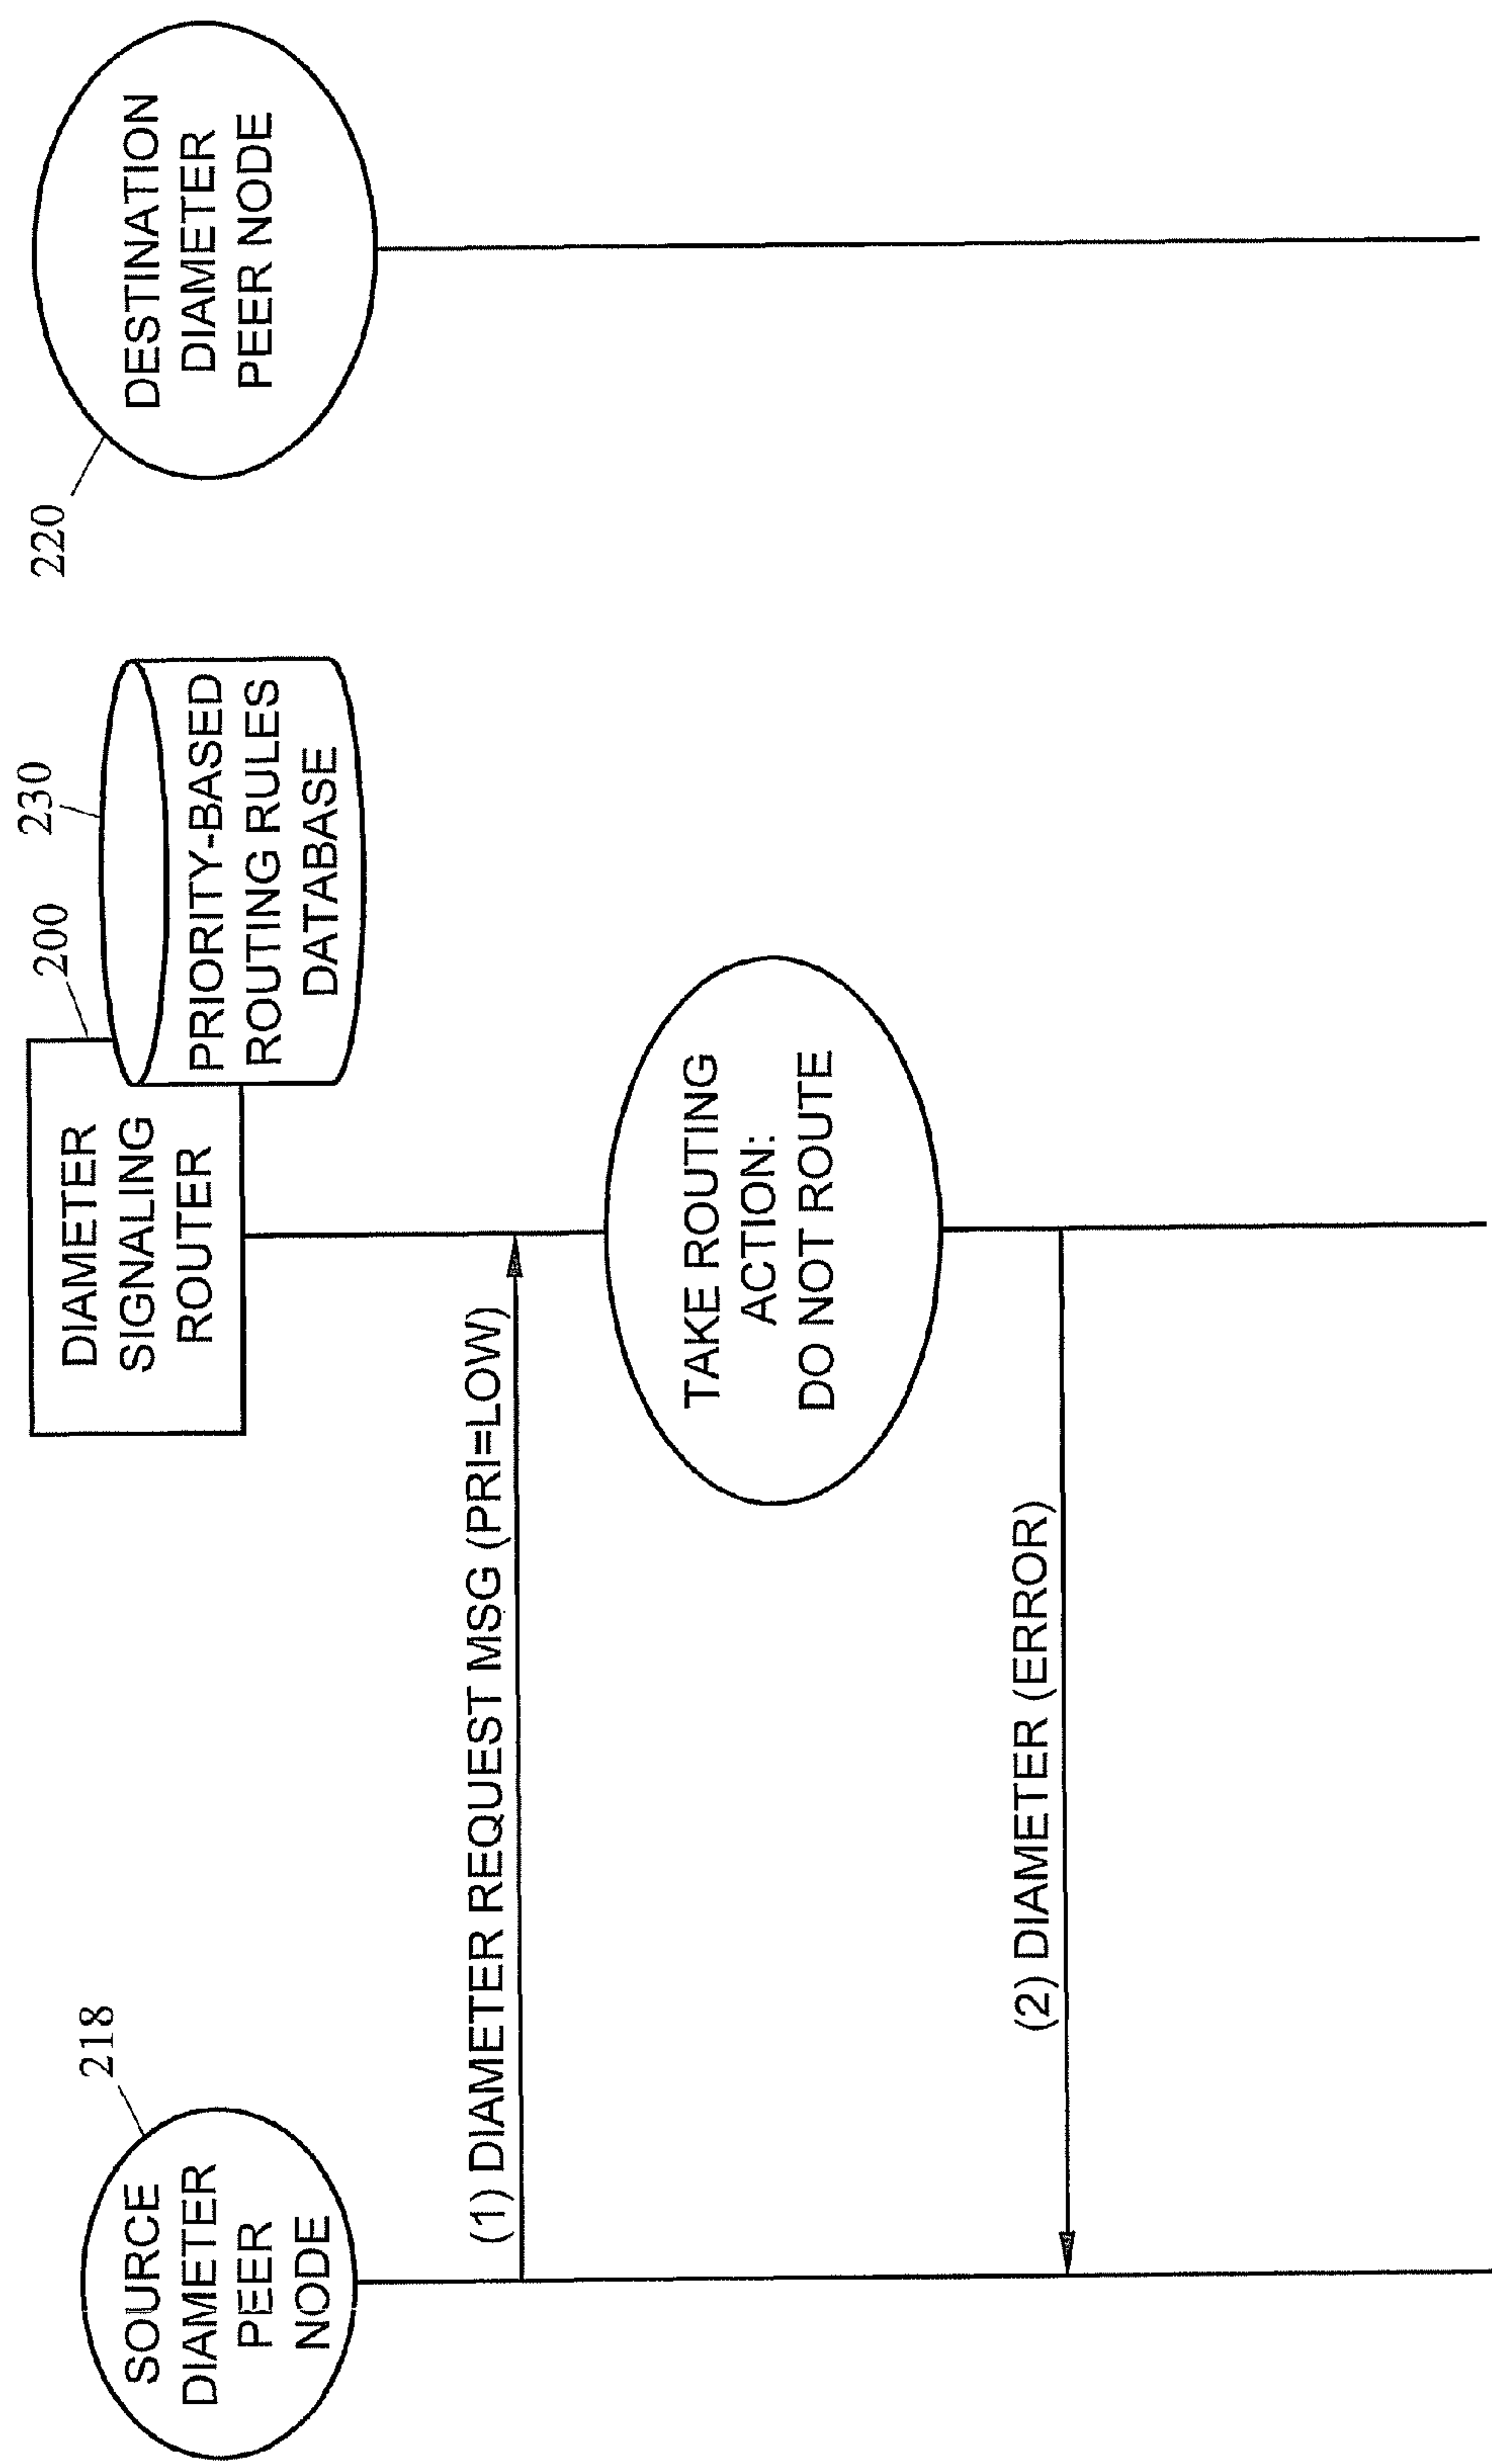 SOURCE
DIAMETER
PEER
NODE
218
DIAMETER
SIGNALING
ROUTER
200
230
PRIORITY-BASED
ROUTING RULES
DATABASE
220
DESTINATION
DIAMETER
PEER NODE
(1) DIAMETER REQUEST MSG (PRI=LOW)
TAKE ROUTING
ACTION:
DO NOT ROUTE
(2) DIAMETER (ERROR)